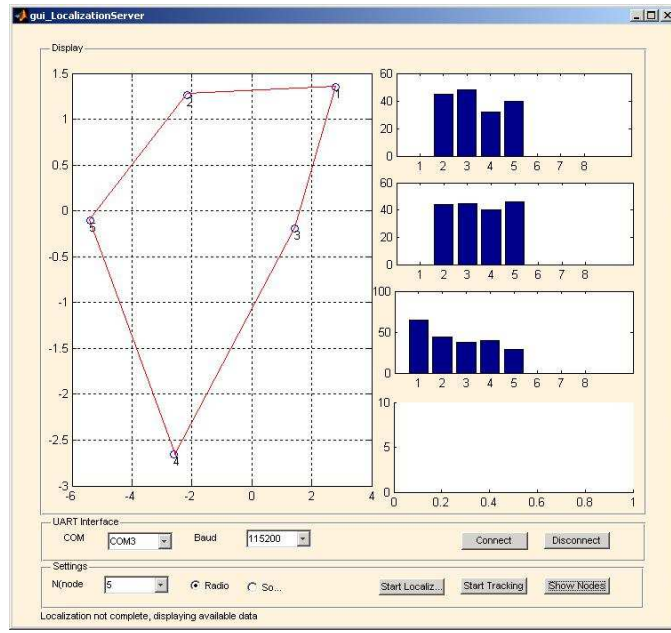 gui_LocalizationServer
Display
1.5
1
0.5
0
-0.5
-1
-1.5
-2
-2.5
-3
-6 -4 -2 0 2 4
1
2
3
4
5
60
40
20
0
1 2 3 4 5 6 7 8
60
40
20
0
1 2 3 4 5 6 7 8
100
50
0
1 2 3 4 5 6 7 8
10
5
0
0 0.2 0.4 0.6 0.8 1
UART Interface
COM COM3 Baud 115200 Connect Disconnect
Settings
N(node 5 Radio So... Start Localiz... Start Tracking Show Nodes
Localization not complete, displaying available data